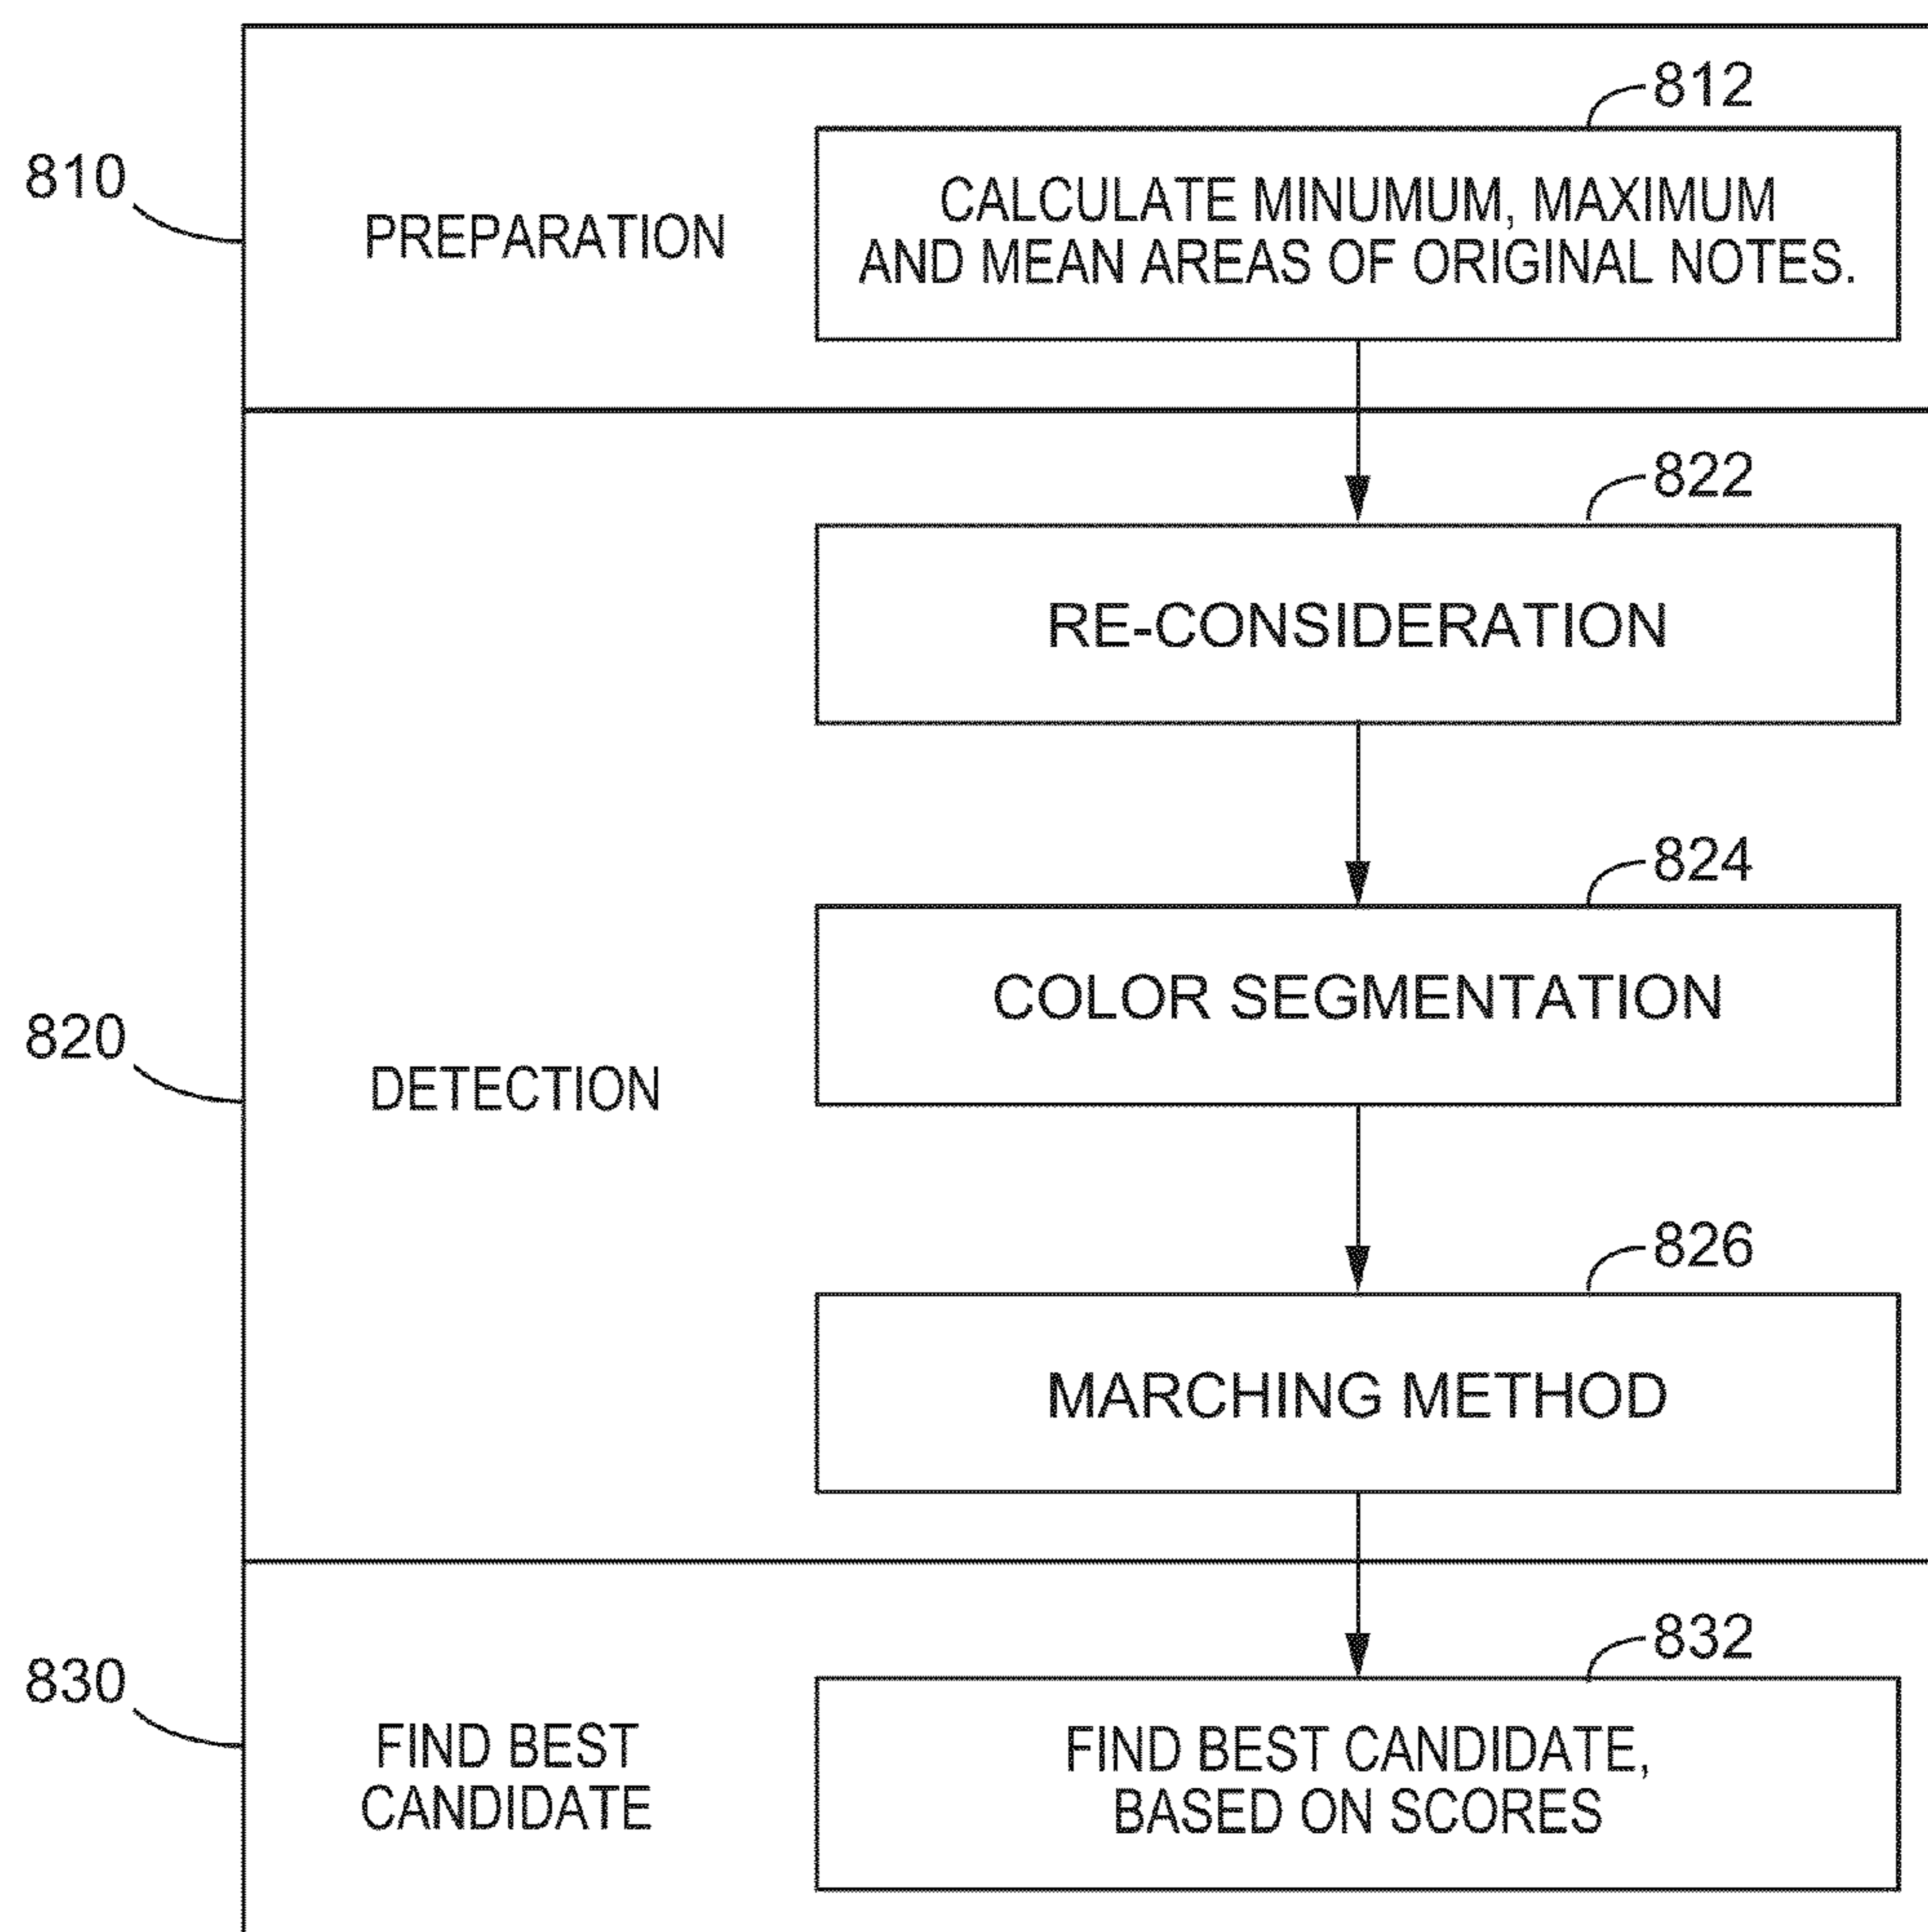 812
810
PREPARATION
CALCULATE MINUMUM, MAXIMUM
AND MEAN AREAS OF ORIGINAL NOTES.
822
RE-CONSIDERATION
824
COLOR SEGMENTATION
820
DETECTION
826
MARCHING METHOD
832
830
FIND BEST
CANDIDATE
FIND BEST CANDIDATE,
BASED ON SCORES